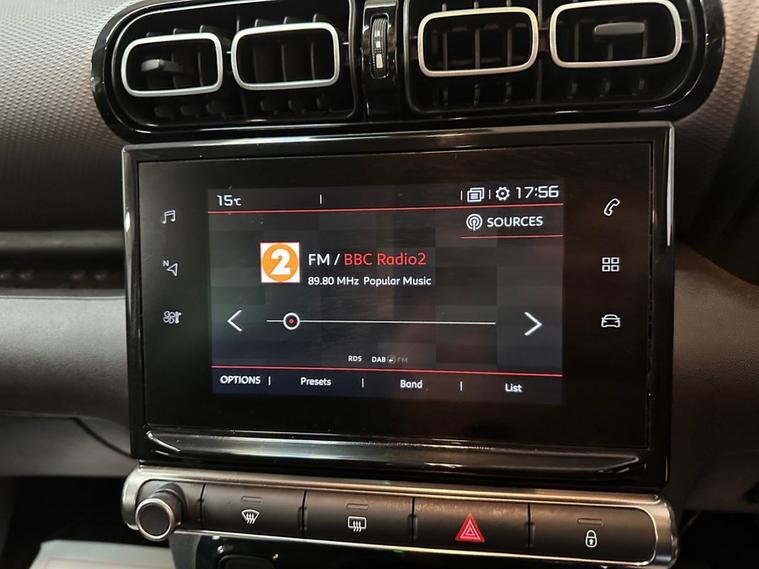 15℃
17:56
SOURCES
2
FM / BBC Radio2
89.80 MHz Popular Music
N
RDS DAB FM
OPTIONS Presets Band List